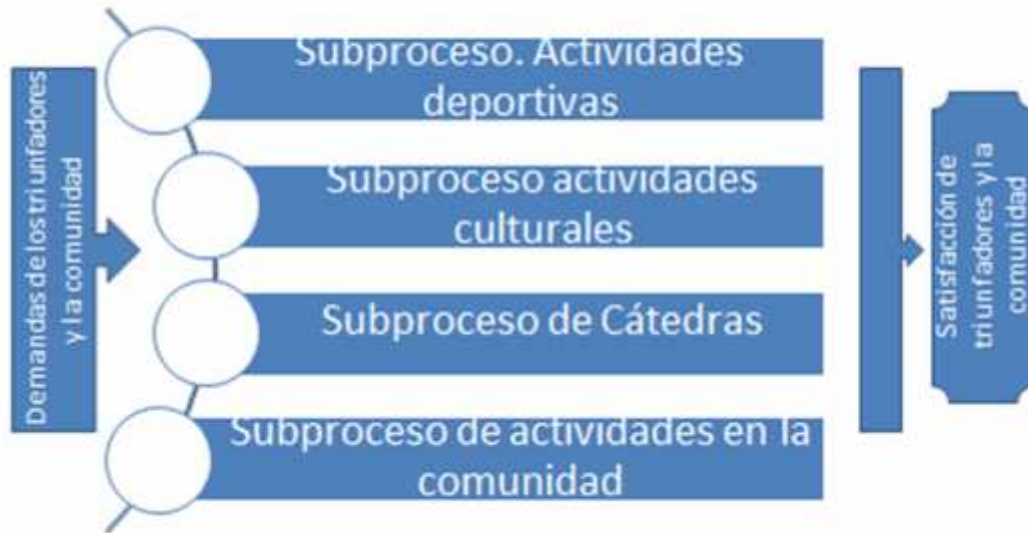 Demandas de los triunfadores
y la comunidad
Subproceso. Actividades
deportivas
Subproceso actividades
culturales
Subproceso de Cátedras
Subproceso de actividades en la
comunidad
Satisfacción de
triunfadores y la
comunidad